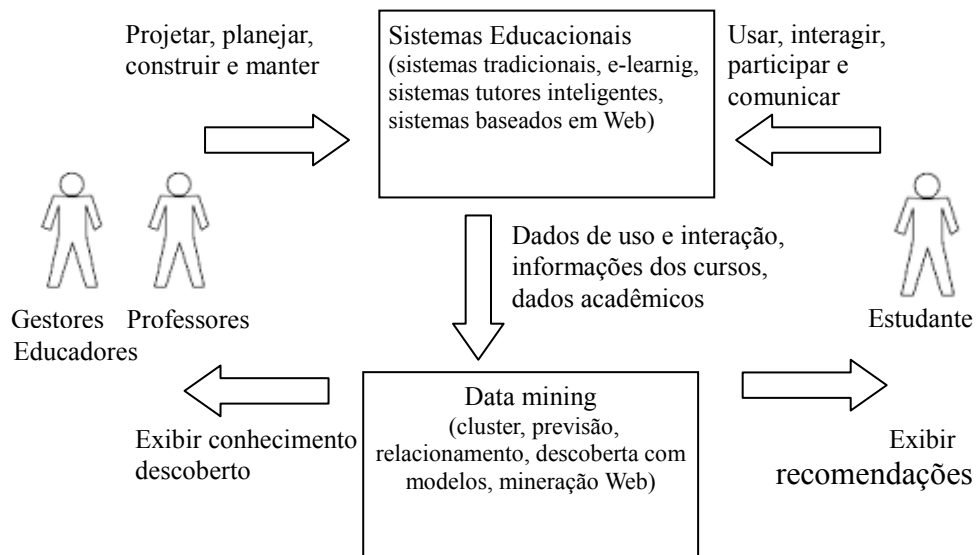 Projetar, planejar,
construir e manter
Sistemas Educacionais
(sistemas tradicionais, e-learnig,
sistemas tutores inteligentes,
sistemas baseados em Web)
Usar, interagir,
participar e
comunicar
Dados de uso e interação,
informações dos cursos,
dados acadêmicos
Gestores Professores
Educadores
Estudante
Data mining
(cluster, previsão,
relacionamento, descoberta com
modelos, mineração Web)
Exibir conhecimento
descoberto
Exibir
recomendações